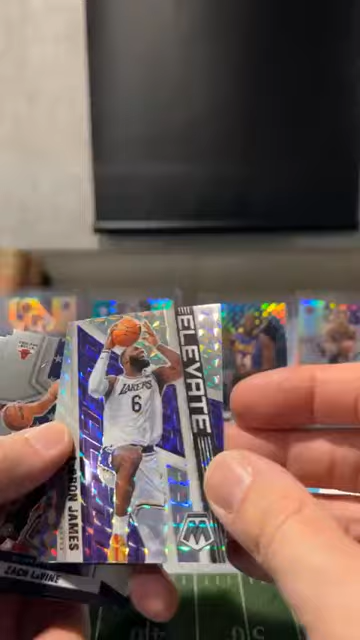 LAKERS
6
ELEVATE
RON JAMES
M
ZACH LAVINE